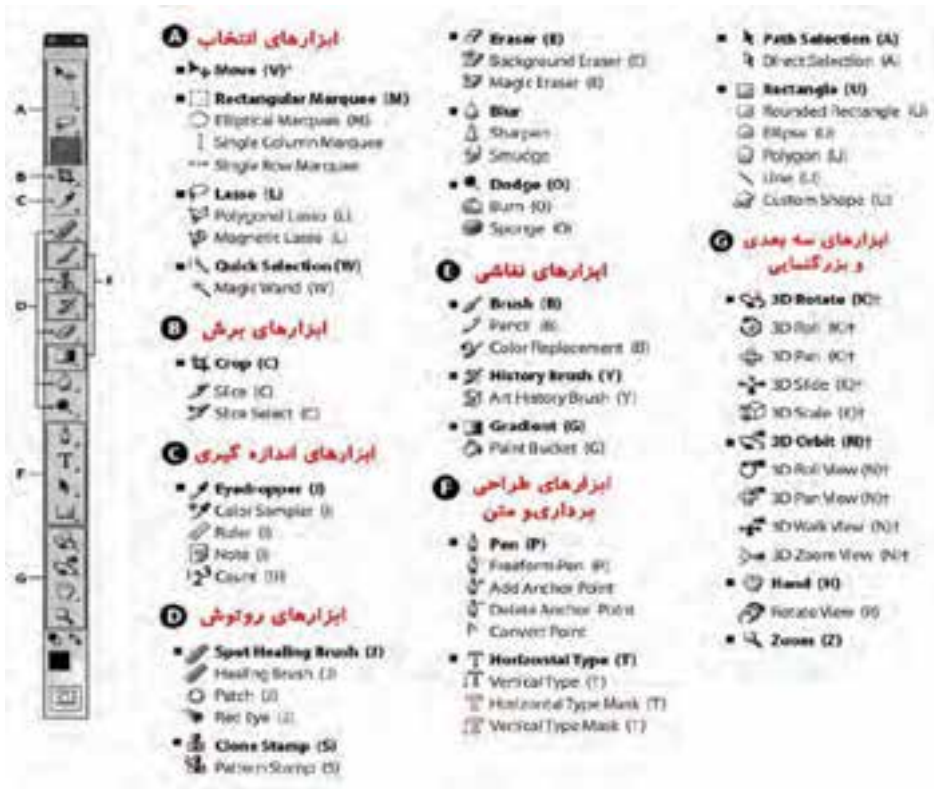 A
B
C
D
E
F
G
A ابزارهای انتخاب
Move (V)*
Rectangular Marquee (M)
Elliptical Marquee (M)
Single Column Marquee
Single Row Marquee
Lasso (L)
Polygonal Lasso (L)
Magnetic Lasso (L)
Quick Selection (W)
Magic Wand (W)
B ابزارهای برش
Crop (C)
Slice (C)
Slice Select (C)
C ابزارهای اندازه گیری
Eyedropper (I)
Color Sampler (I)
Ruler (I)
Note (I)
Count (I)†
D ابزارهای روتوش
Spot Healing Brush (J)
Healing Brush (J)
Patch (J)
Red Eye (J)
Clone Stamp (S)
Pattern Stamp (S)
Eraser (E)
Background Eraser (E)
Magic Eraser (E)
Blur
Sharpen
Smudge
Dodge (O)
Burn (O)
Sponge (O)
E ابزارهای نقاشی
Brush (B)
Pencil (B)
Color Replacement (B)
History Brush (Y)
Art History Brush (Y)
Gradient (G)
Paint Bucket (G)
F ابزارهای طراحی
برداری‌و متن
Pen (P)
Freeform Pen (P)
Add Anchor Point
Delete Anchor Point
Convert Point
Horizontal Type (T)
Vertical Type (T)
Horizontal Type Mask (T)
Vertical Type Mask (T)
Path Selection (A)
Direct Selection (A)
Rectangle (U)
Rounded Rectangle (U)
Ellipse (U)
Polygon (U)
Line (U)
Custom Shape (U)
G ابزارهای سه بعدی
و بزرگنمایی
3D Rotate (K)†
3D Roll (K)†
3D Pan (K)†
3D Slide (K)†
3D Scale (K)†
3D Orbit (N)†
3D Roll View (N)†
3D Pan View (N)†
3D Walk View (N)†
3D Zoom View (N)†
Hand (H)
Rotate View (R)
Zoom (Z)